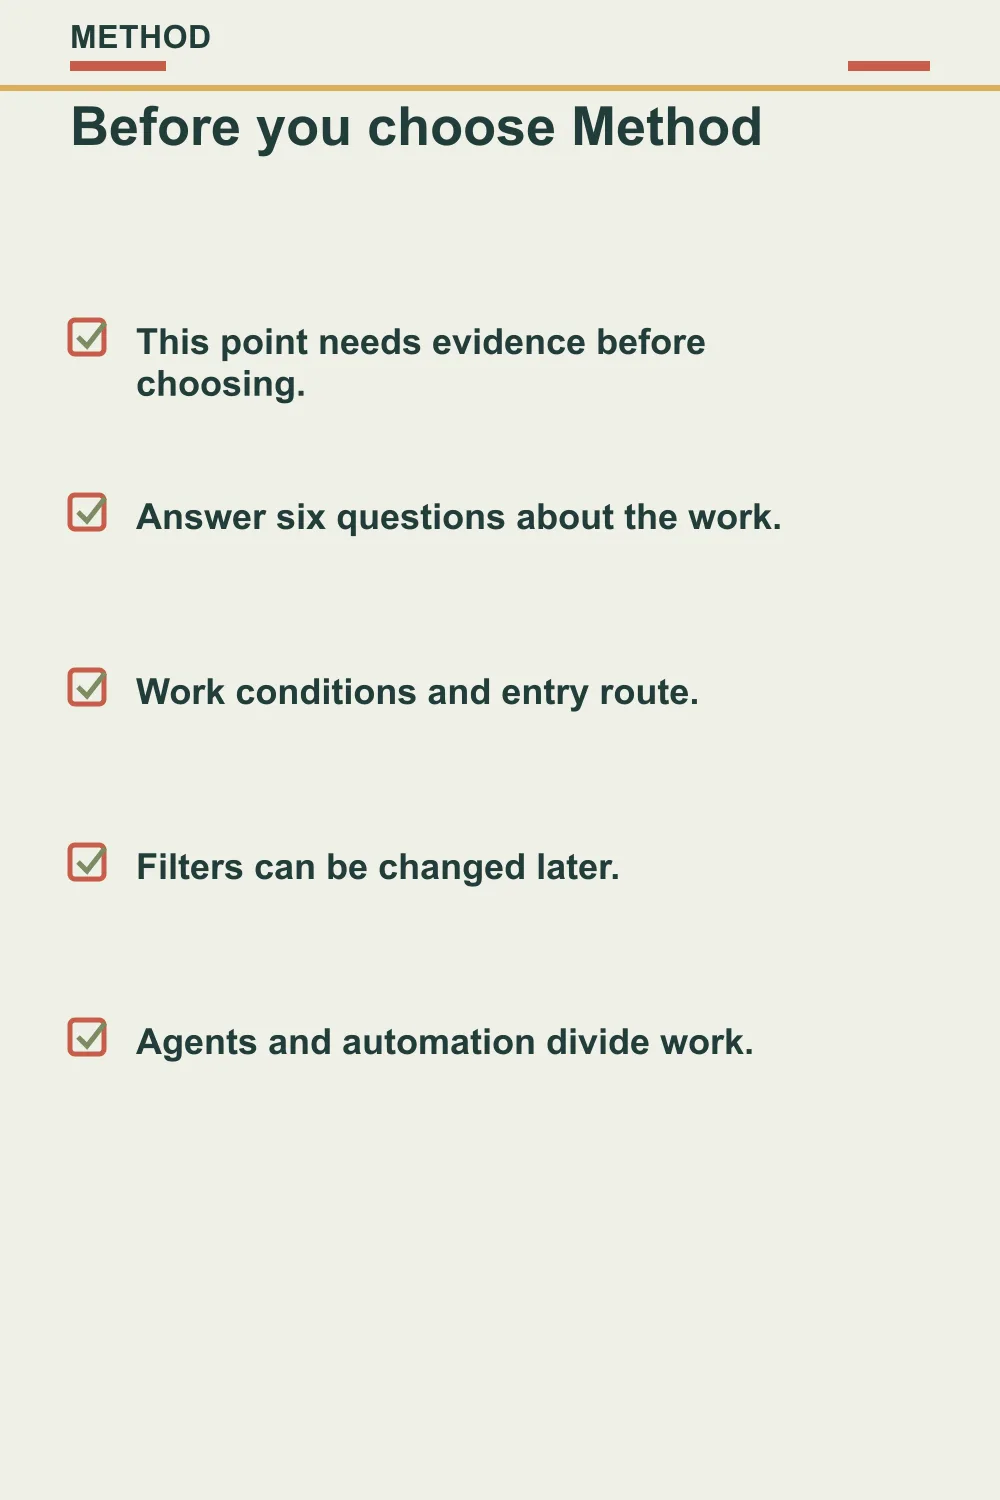 METHOD
Before you choose Method
This point needs evidence before
choosing.
Answer six questions about the work.
Work conditions and entry route.
Filters can be changed later.
Agents and automation divide work.